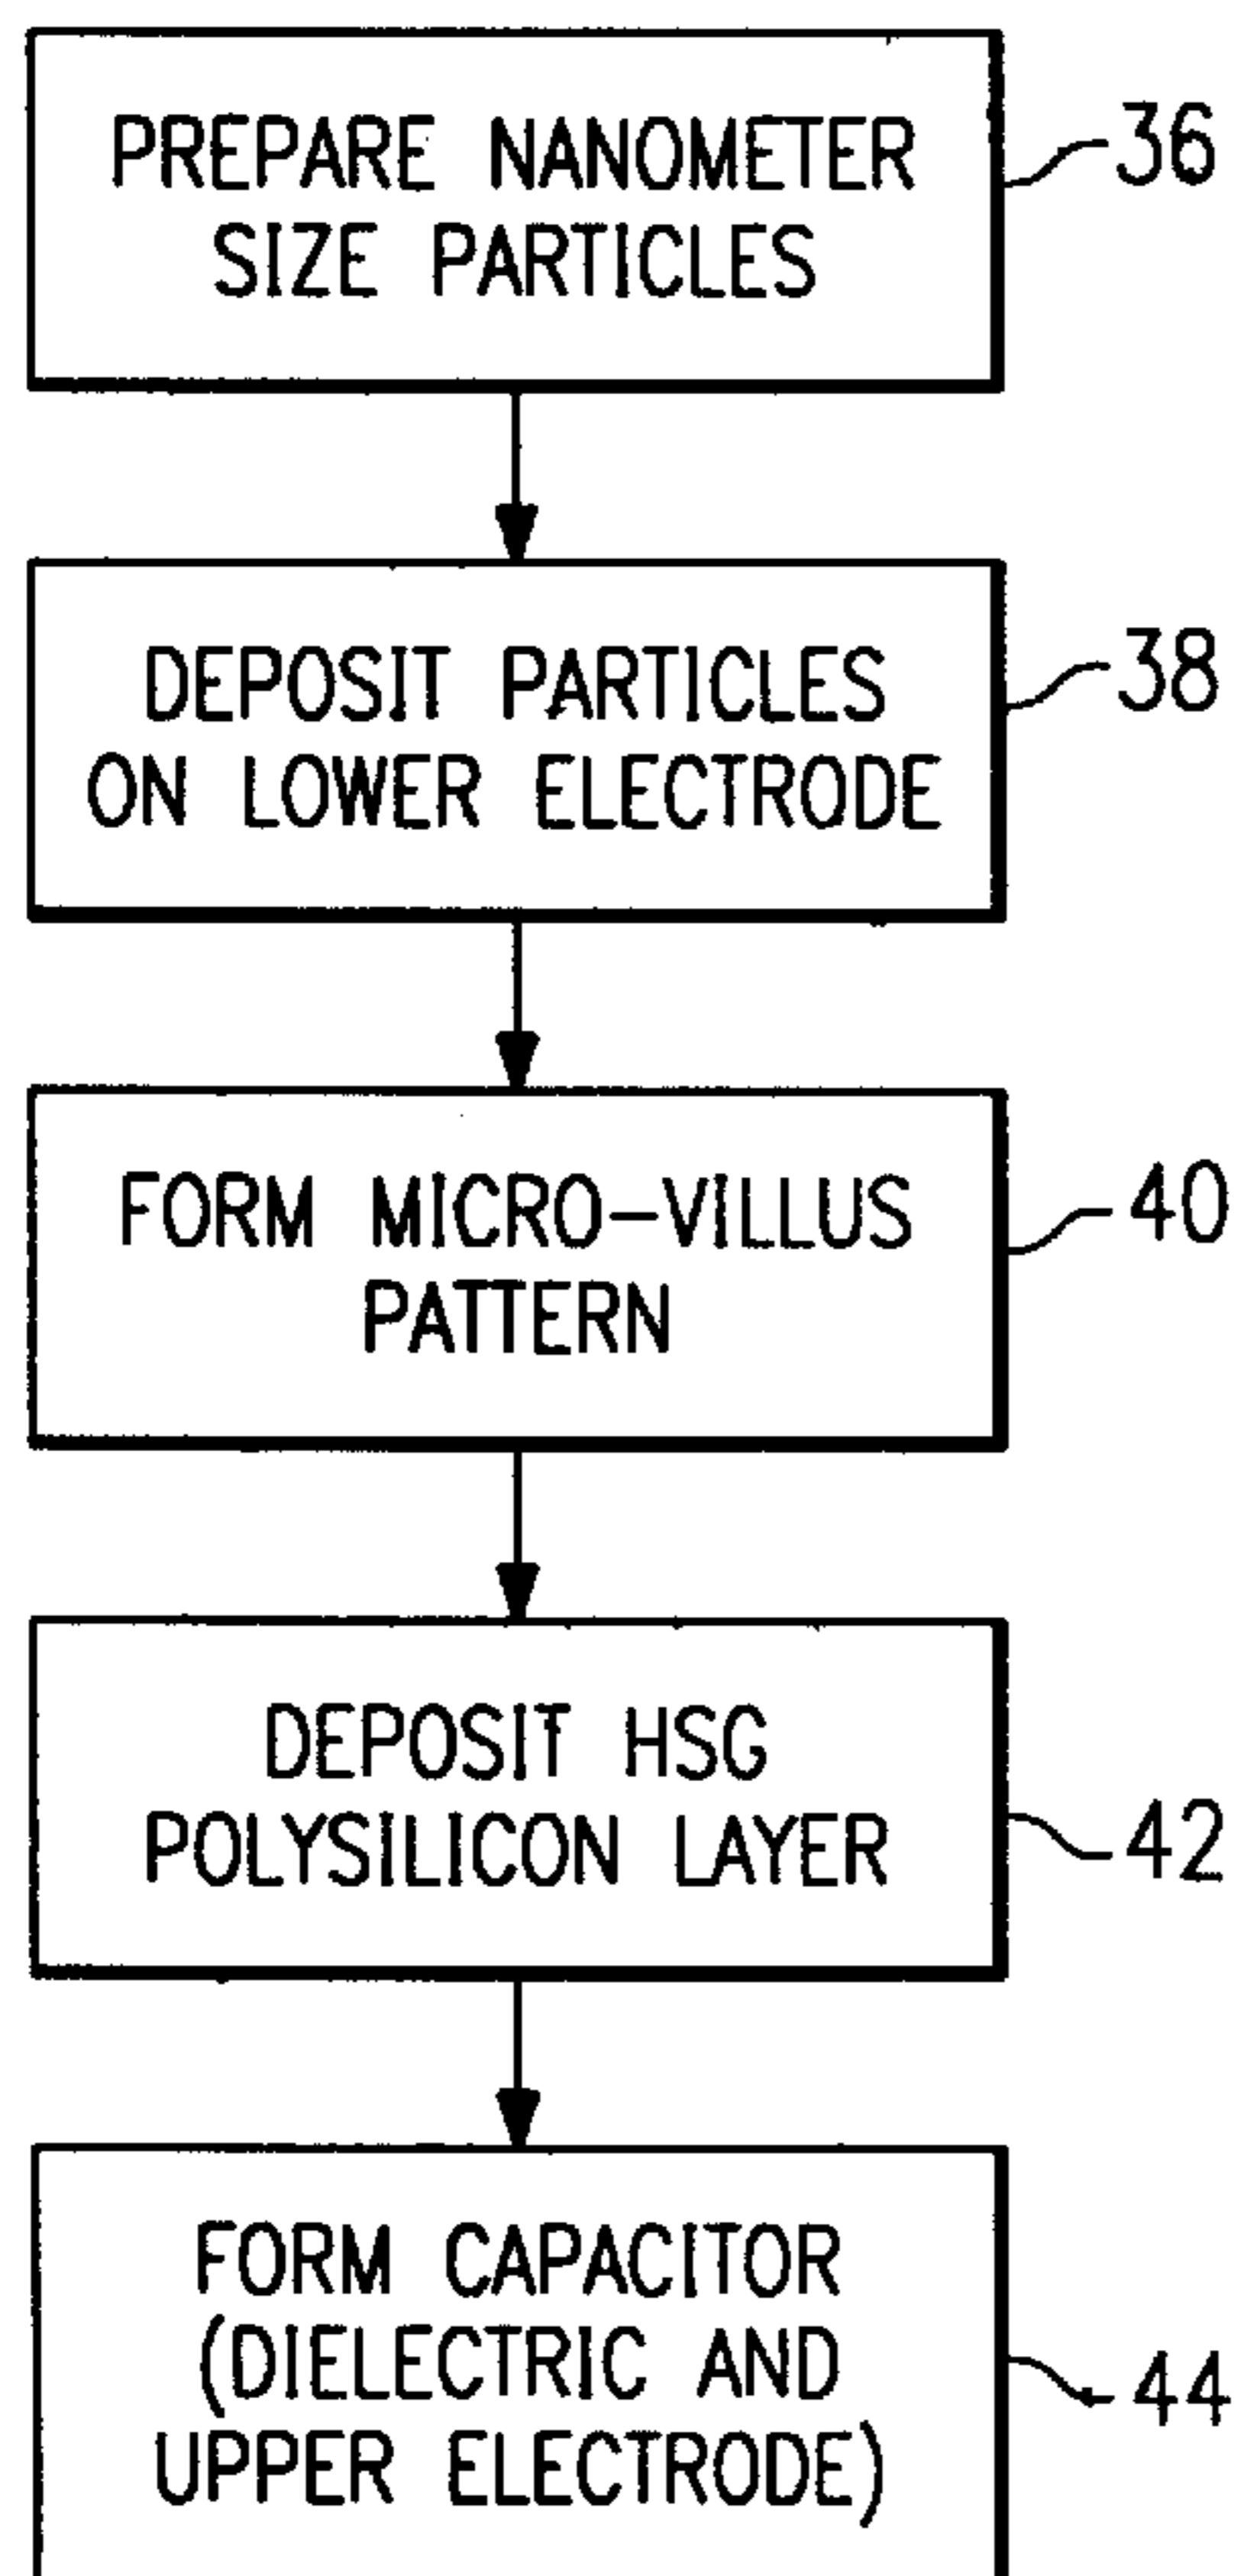 PREPARE NANOMETER
SIZE PARTICLES
36
DEPOSIT PARTICLES
ON LOWER ELECTRODE
38
FORM MICRO-VILLUS
PATTERN
40
DEPOSIT HSG
POLYSILICON LAYER
42
FORM CAPACITOR
(DIELECTRIC AND
UPPER ELECTRODE)
44